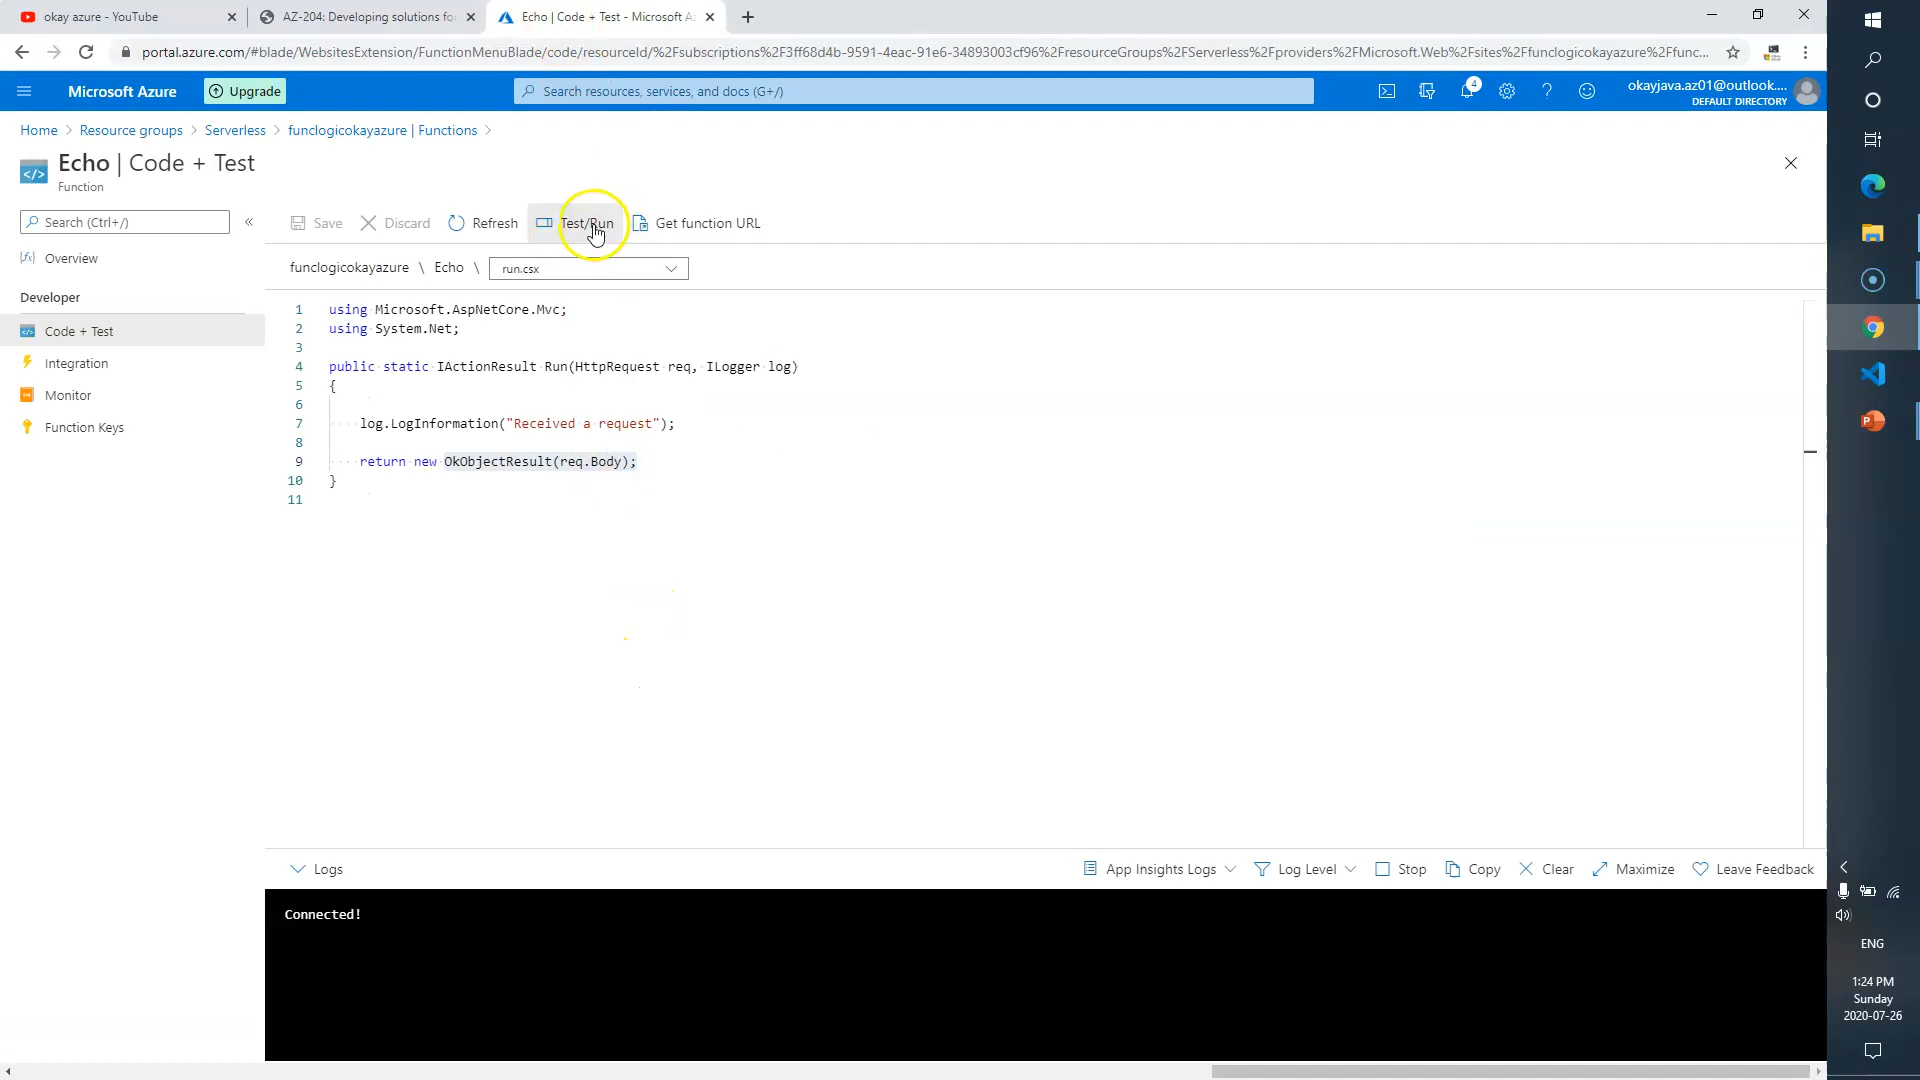 okay azure - YouTube
AZ-204: Developing solutions fo
Echo | Code + Test - Microsoft Az
portal.azure.com/#blade/WebsitesExtension/FunctionMenuBlade/code/resourceId/%2Fsubscriptions%2F3ff68d4b-9591-4eac-91e6-34893003cf96%2FresourceGroups%2FServerless%2Fproviders%2FMicrosoft.Web%2Fsites%2Ffunclogicokayazure%2Ffunc...
Microsoft Azure
Upgrade
Search resources, services, and docs (G+/)
4
okayjava.az01@outlook....
DEFAULT DIRECTORY
Home > Resource groups > Serverless > funclogicokayazure | Functions >
Echo | Code + Test
Function
Search (Ctrl+/)
«
Save
Discard
Refresh
Test/Run
Get function URL
Overview
Developer
Code + Test
Integration
Monitor
Function Keys
funclogicokayazure \ Echo \ run.csx
1 using Microsoft.AspNetCore.Mvc;
2 using System.Net;
3
4 public static IActionResult Run(HttpRequest req, ILogger log)
5 {
6
7 log.LogInformation("Received a request");
8
9 return new OkObjectResult(req.Body);
10 }
11
Logs
App Insights Logs
Log Level
Stop
Copy
Clear
Maximize
Leave Feedback
Connected!
ENG
1:24 PM
Sunday
2020-07-26